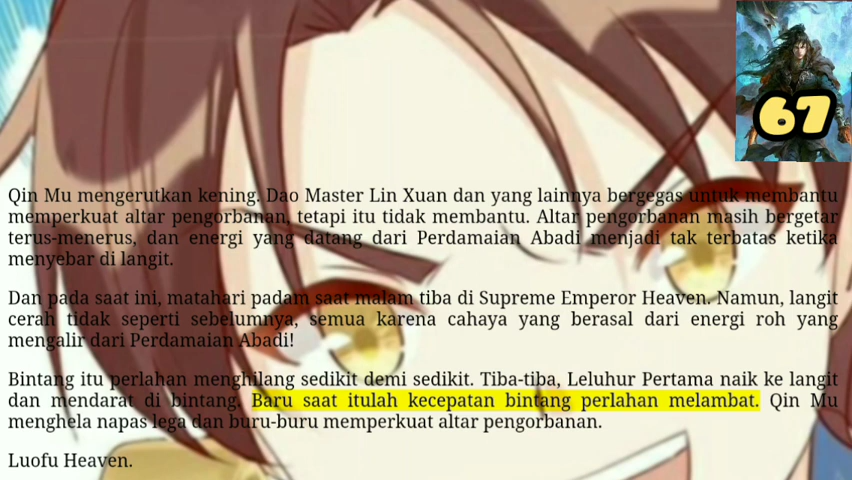 67
Qin Mu mengerutkan kening. Dao Master Lin Xuan dan yang lainnya bergegas untuk membantu
memperkuat altar pengorbanan, tetapi itu tidak membantu. Altar pengorbanan masih bergetar
terus-menerus, dan energi yang datang dari Perdamaian Abadi menjadi tak terbatas ketika
menyebar di langit.
Dan pada saat ini, matahari padam saat malam tiba di Supreme Emperor Heaven. Namun, langit
cerah tidak seperti sebelumnya, semua karena cahaya yang berasal dari energi roh yang
mengalir dari Perdamaian Abadi!
Bintang itu perlahan menghilang sedikit demi sedikit. Tiba-tiba, Leluhur Pertama naik ke langit
dan mendarat di bintang. Baru saat itulah kecepatan bintang perlahan melambat. Qin Mu
menghela napas lega dan buru-buru memperkuat altar pengorbanan.
Luofu Heaven.